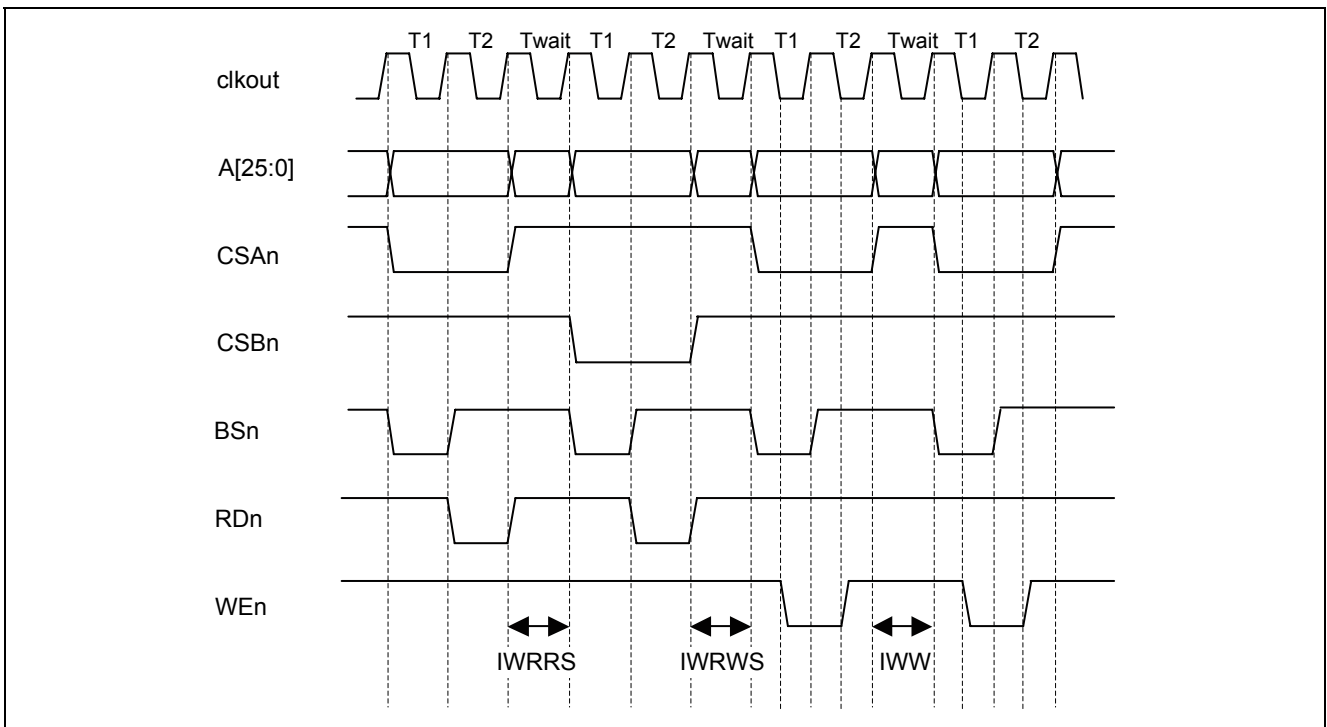 T1 T2 Twait T1 T2 Twait T1 T2 Twait T1 T2
clkout
A[25:0]
CSAn
CSBn
BSn
RDn
WEn
IWRRS IWRWS IWW